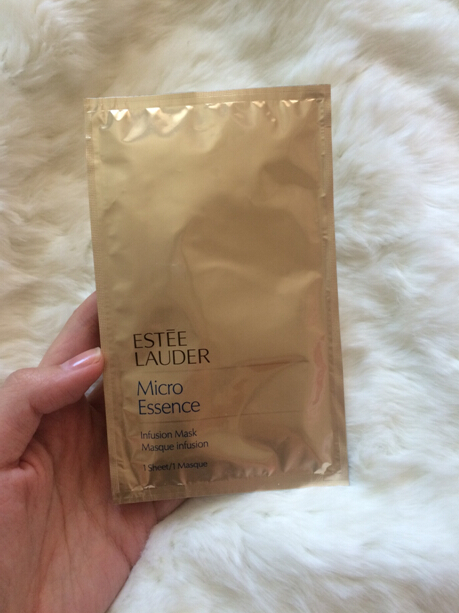 ESTĒE
LAUDER
Micro
Essence
Infusion Mask
Masque infusion
1 Sheet/1 Masque